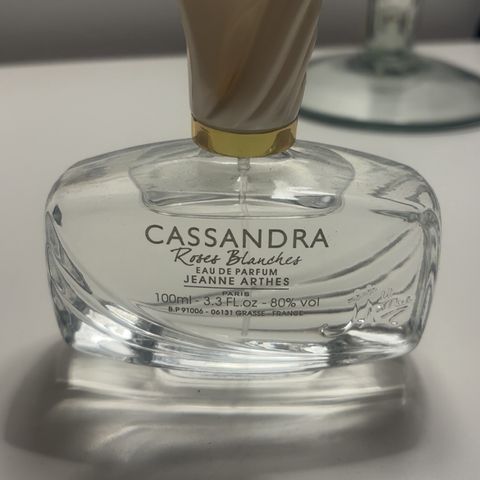 CASSANDRA
Roses Blanches
EAU DE PARFUM
JEANNE ARTHES
PARIS
100ml - 3.3 FL.oz - 80% vol
B.P 91006 - 06131 GRASSE - FRANCE